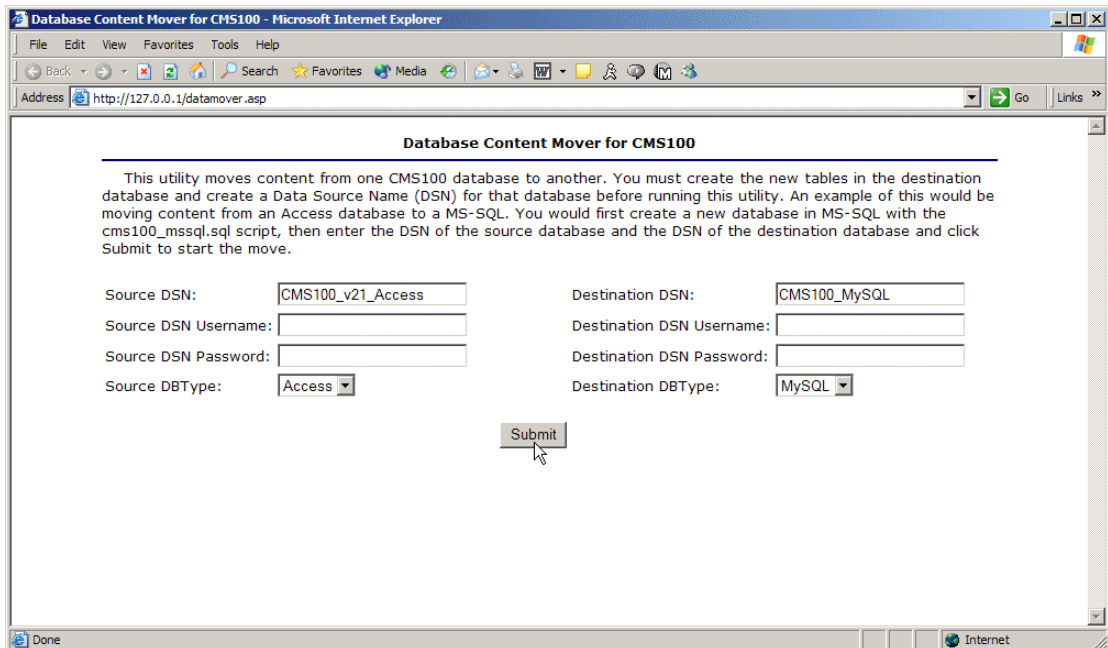 Database Content Mover for CMS100 - Microsoft Internet Explorer
File Edit View Favorites Tools Help
Back Search Favorites Media
Address http://127.0.0.1/datamover.asp Go Links »
Database Content Mover for CMS100
This utility moves content from one CMS100 database to another. You must create the new tables in the destination
database and create a Data Source Name (DSN) for that database before running this utility. An example of this would be
moving content from an Access database to a MS-SQL. You would first create a new database in MS-SQL with the
cms100_mssql.sql script, then enter the DSN of the source database and the DSN of the destination database and click
Submit to start the move.
Source DSN: CMS100_v21_Access Destination DSN: CMS100_MySQL
Source DSN Username: Destination DSN Username:
Source DSN Password: Destination DSN Password:
Source DBType: Access Destination DBType: MySQL
Submit
Done Internet